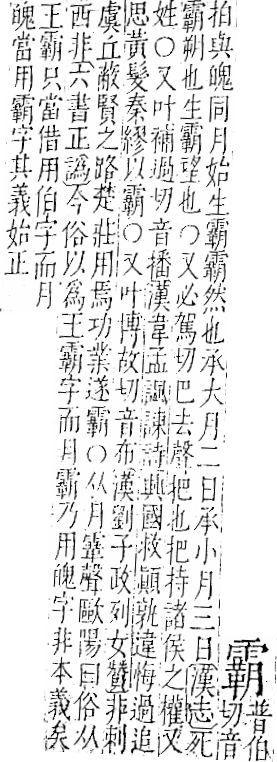 霸
普伯
切音
拍與魄同月始生霸霸然也承大月二日承小月三日漢志死
霸朔也生霸望也〇又必駕切巴去聲把也把持諸侯之權又
姓〇又叶補過切音播漢韋孟諷諫詩興國救顛孰違悔過追
思黃髮秦繆以霸〇又叶博故切音布漢劉子政列女贊非刺
虞丘蔽賢之路楚莊用焉功業遂霸〇从月䨣聲歐陽曰俗从
西非六書正譌今俗以爲王霸字而月霸乃用魄字非本義矣
王霸只當借用伯字而月
魄當用霸字其義始正